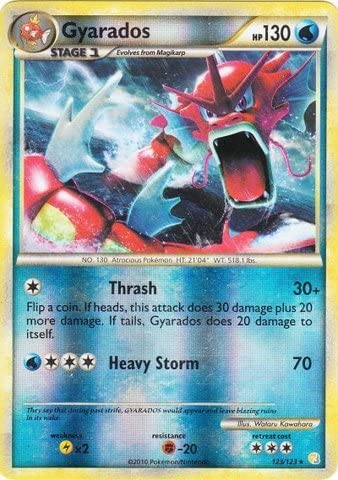 Gyarados
HP 130
STAGE 1
Evolves from Magikarp
NO. 130 Atrocious Pokémon HT. 21'04" WT. 518.1 lbs.
Thrash 30+
Flip a coin. If heads, this attack does 30 damage plus 20
more damage. If tails, Gyarados does 20 damage to
itself.
Heavy Storm 70
They say that during past strife, GYARADOS would appear and leave blazing ruins
in its wake.
Illus. Wataru Kawahara
weakness resistance retreat cost
×2 -20
©2010 Pokémon/Nintendo
123/123 ★